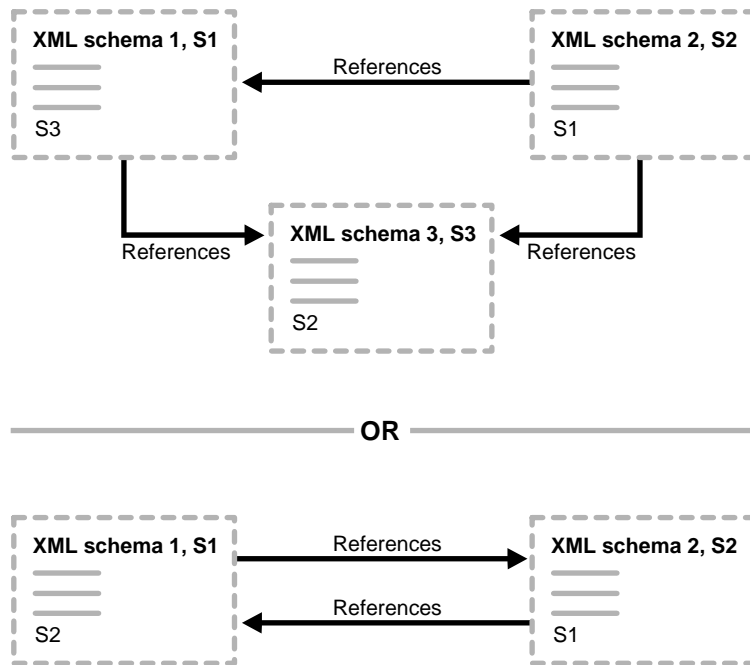 XML schema 1, S1
References
XML schema 2, S2
S3
S1
XML schema 3, S3
References
References
S2
OR
XML schema 1, S1
References
XML schema 2, S2
References
S2
S1